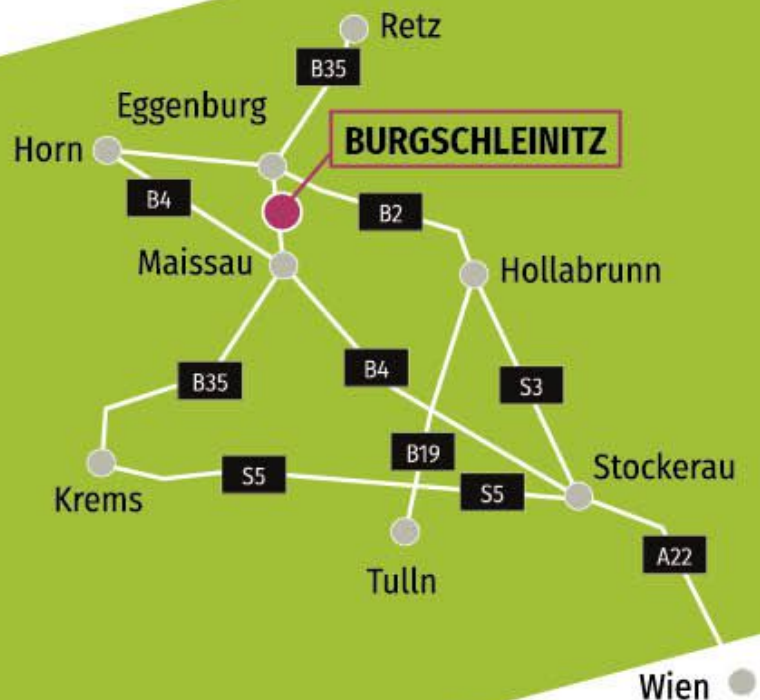 Retz
B35
Eggenburg
BURGSCHLEINITZ
Horn
B4
B2
Maissau
Hollabrunn
B4
B35
S3
B19
Stockerau
S5
S5
Krems
A22
Tulln
Wien